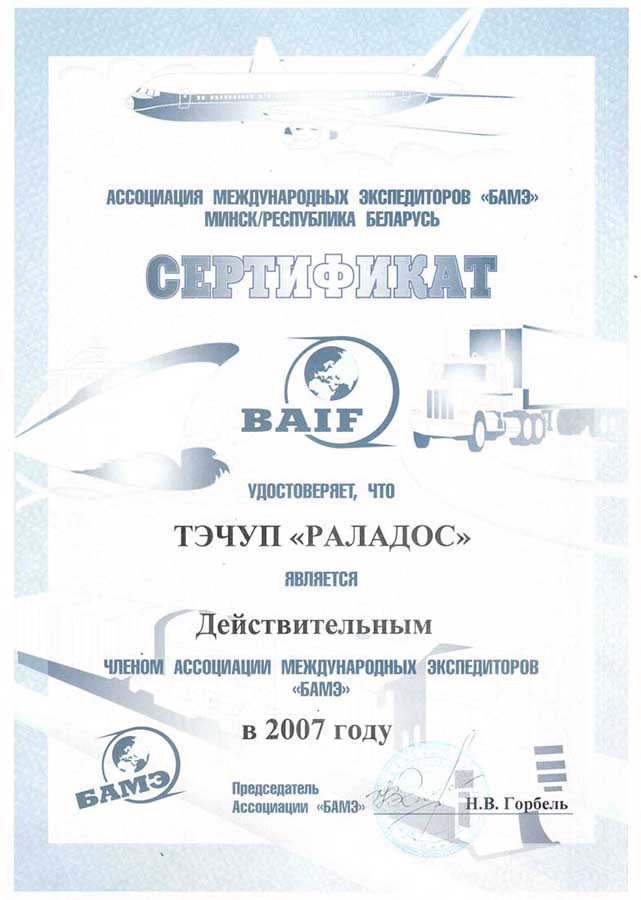 АССОЦИАЦИЯ МЕЖДУНАРОДНЫХ ЭКСПЕДИТОРОВ «БАМЭ»
МИНСК/РЕСПУБЛИКА БЕЛАРУСЬ
СЕРТИФИКАТ
BAIF
УДОСТОВЕРЯЕТ, ЧТО
ТЭЧУП «РАЛАДОС»
ЯВЛЯЕТСЯ
Действительным
ЧЛЕНОМ АССОЦИАЦИИ МЕЖДУНАРОДНЫХ ЭКСПЕДИТОРОВ
«БАМЭ»
в 2007 году
БАМЭ
Председатель
Ассоциации «БАМЭ»
Н.В. Горбель